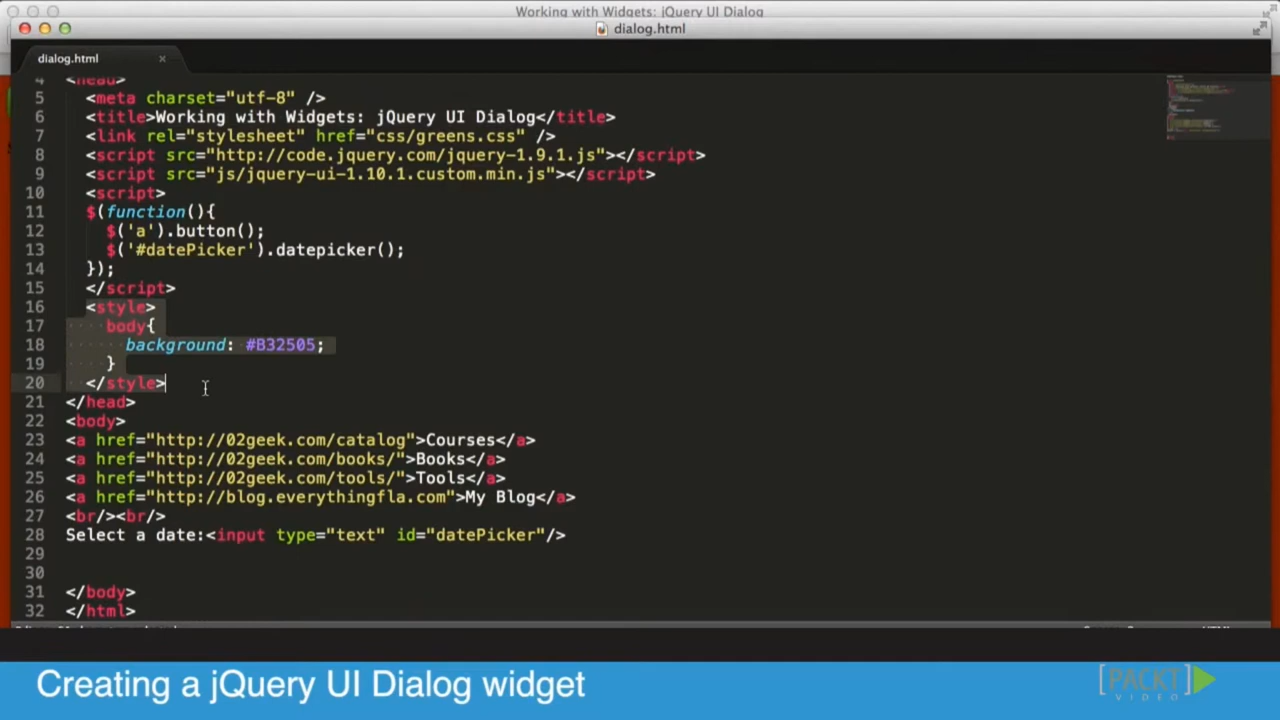 Working with Widgets: jQuery UI Dialog
dialog.html
dialog.html
4 <head>
5 <meta charset="utf-8" />
6 <title>Working with Widgets: jQuery UI Dialog</title>
7 <link rel="stylesheet" href="css/greens.css" />
8 <script src="http://code.jquery.com/jquery-1.9.1.js"></script>
9 <script src="js/jquery-ui-1.10.1.custom.min.js"></script>
10 <script>
11 $(function(){
12 $('a').button();
13 $('#datePicker').datepicker();
14 });
15 </script>
16 <style>
17 body{
18 background: #B32505;
19 }
20 </style>
21 </head>
22 <body>
23 <a href="http://02geek.com/catalog">Courses</a>
24 <a href="http://02geek.com/books/">Books</a>
25 <a href="http://02geek.com/tools/">Tools</a>
26 <a href="http://blog.everythingfla.com">My Blog</a>
27 <br/><br/>
28 Select a date:<input type="text" id="datePicker"/>
29
30
31 </body>
32 </html>
Creating a jQuery UI Dialog widget
[PACKT]
VIDEO